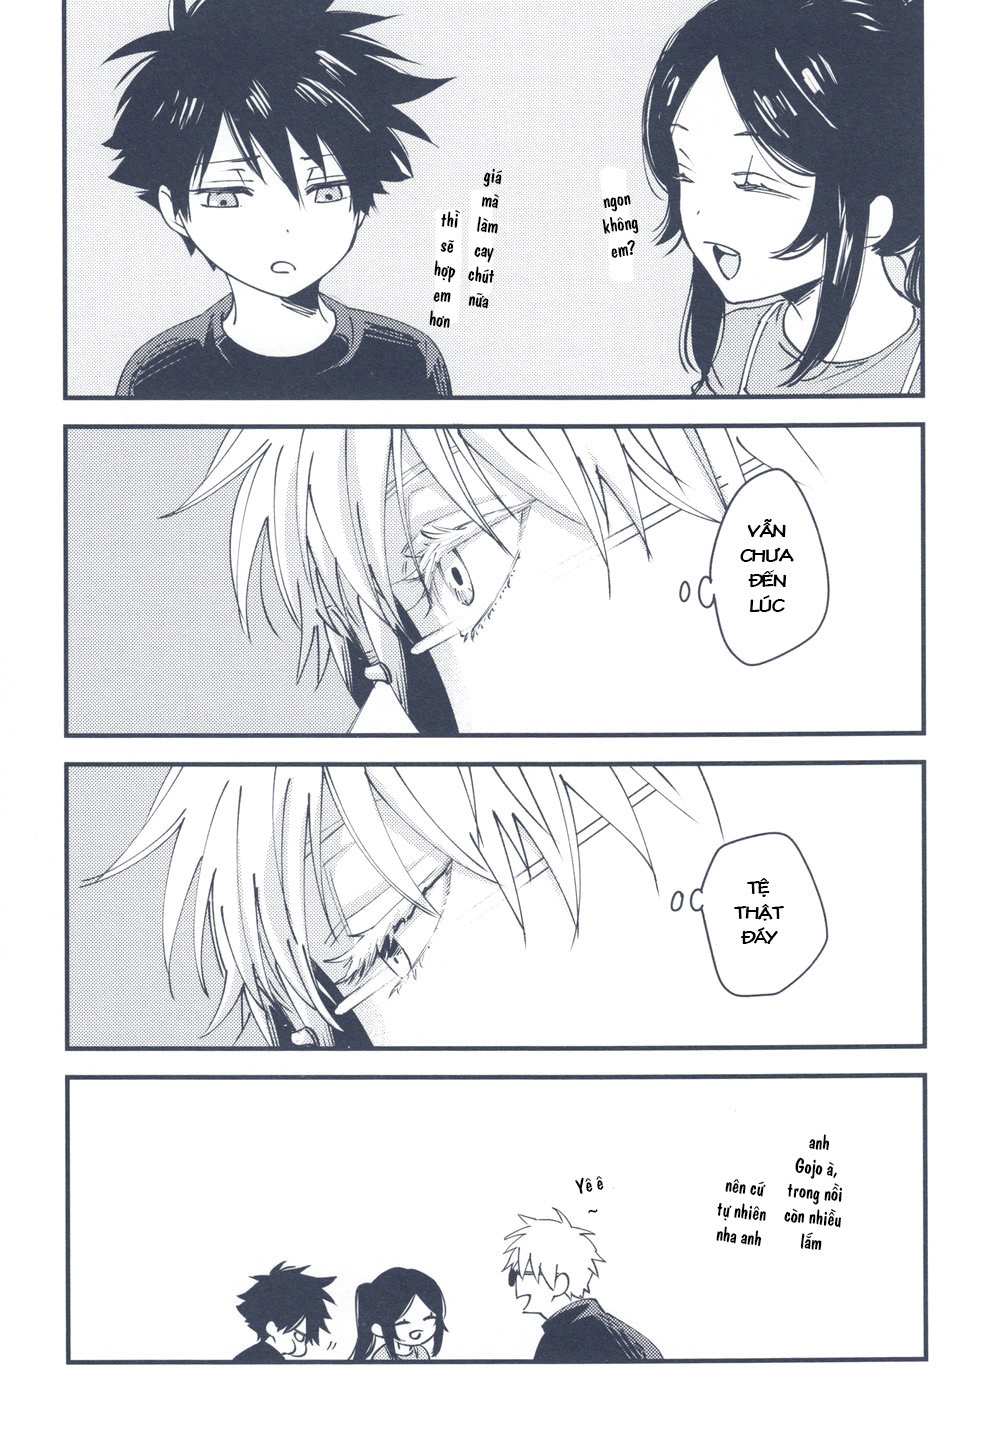 ngon
không
em?
giá
mà
làm
cay
chút
nữa
thì
sẽ
hợp
em
hơn
VẪN
CHƯA
ĐẾN
LÚC
TỆ
THẬT
ĐẤY
anh
Gojo à,
trong nồi
còn nhiều
lắm
nên cứ
tự nhiên
nha anh
Yê ê
~